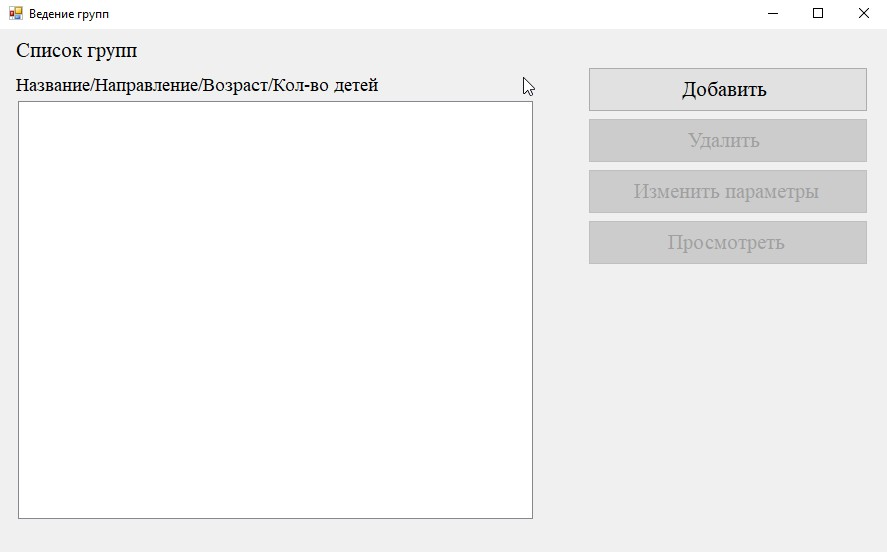 Ведение групп
Список групп
Название/Направление/Возраст/Кол-во детей
Добавить
Удалить
Изменить параметры
Просмотреть